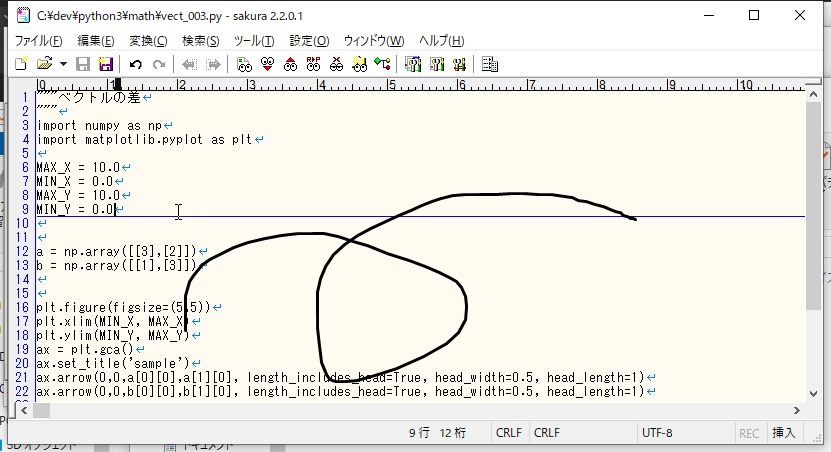 C:¥dev¥python3¥math¥vect_003.py - sakura 2.2.0.1
ファイル(F) 編集(E) 変換(C) 検索(S) ツール(T) 設定(O) ウィンドウ(W) ヘルプ(H)
0 1 2 3 4 5 6 7 8 9 10
1 """ベクトルの差
2 """
3 import numpy as np
4 import matplotlib.pyplot as plt
5
6 MAX_X = 10.0
7 MIN_X = 0.0
8 MAX_Y = 10.0
9 MIN_Y = 0.0
10
11
12 a = np.array([[3],[2]])
13 b = np.array([[1],[3]])
14
15
16 plt.figure(figsize=(5,5))
17 plt.xlim(MIN_X, MAX_X)
18 plt.ylim(MIN_Y, MAX_Y)
19 ax = plt.gca()
20 ax.set_title('sample')
21 ax.arrow(0,0,a[0][0],a[1][0], length_includes_head=True, head_width=0.5, head_length=1)
22 ax.arrow(0,0,b[0][0],b[1][0], length_includes_head=True, head_width=0.5, head_length=1)
9 行 12 桁 CRLF CRLF UTF-8 REC 挿入